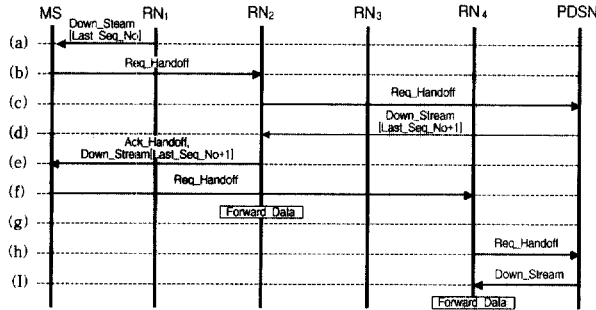 MS RN₁ RN₂ RN₃ RN₄ PDSN
Down_Steam
(a) [Last_Seq_No]
(b) Req_Handoff
(c) Req_Handoff
Down_Stream
(d) [Last_Seq_No+1]
Ack_Handoff,
(e) Down_Stream[Last_Seq_No+1]
(f) Req_Handoff
Forward Data
(g)
(h) Req_Handoff
(I) Down_Stream
Forward Data